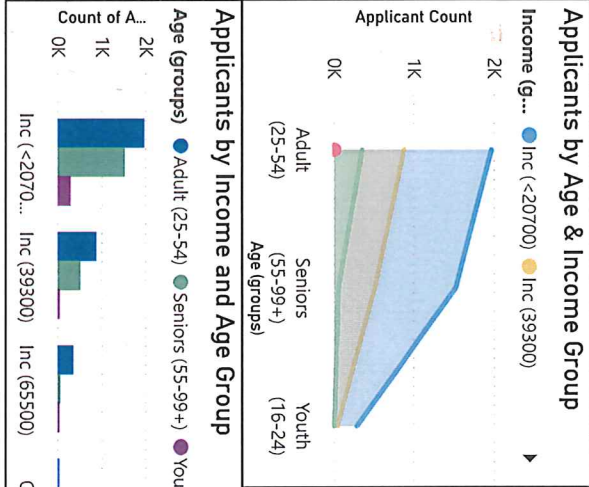 Applicants by Age & Income Group
Income (g... Inc (<20700) Inc (39300)
Applicant Count
2K
1K
0K
Adult
(25-54)
Seniors
(55-99+)
Youth
(16-24)
Age (groups)
Applicants by Income and Age Group
Age (groups) Adult (25-54) Seniors (55-99+) You
Count of A...
2K
1K
0K
Inc (<2070...
Inc (39300)
Inc (65500)